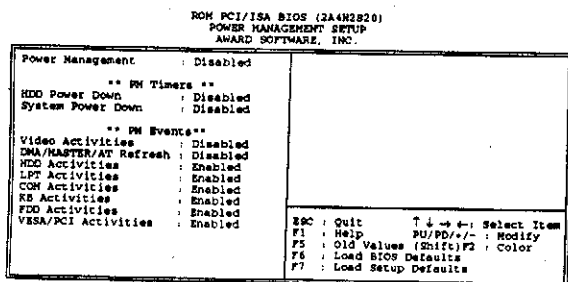 ROM PCI/ISA BIOS (2A4H2820)
POWER MANAGEMENT SETUP
AWARD SOFTWARE, INC.
Power Management : Disabled
** PM Timers **
HDD Power Down : Disabled
System Power Down : Disabled
** PM Events**
Video Activities : Disabled
DMA/MASTER/AT Refresh : Disabled
HDD Activities : Enabled
LPT Activities : Enabled
COM Activities : Enabled
KB Activities : Enabled
FDD Activities : Enabled
VESA/PCI Activities : Enabled
ESC : Quit ↑ ↓ → ←: Select Item
F1 : Help PU/PD/+/- : Modify
F5 : Old Values (Shift)F2 : Color
F6 : Load BIOS Defaults
F7 : Load Setup Defaults